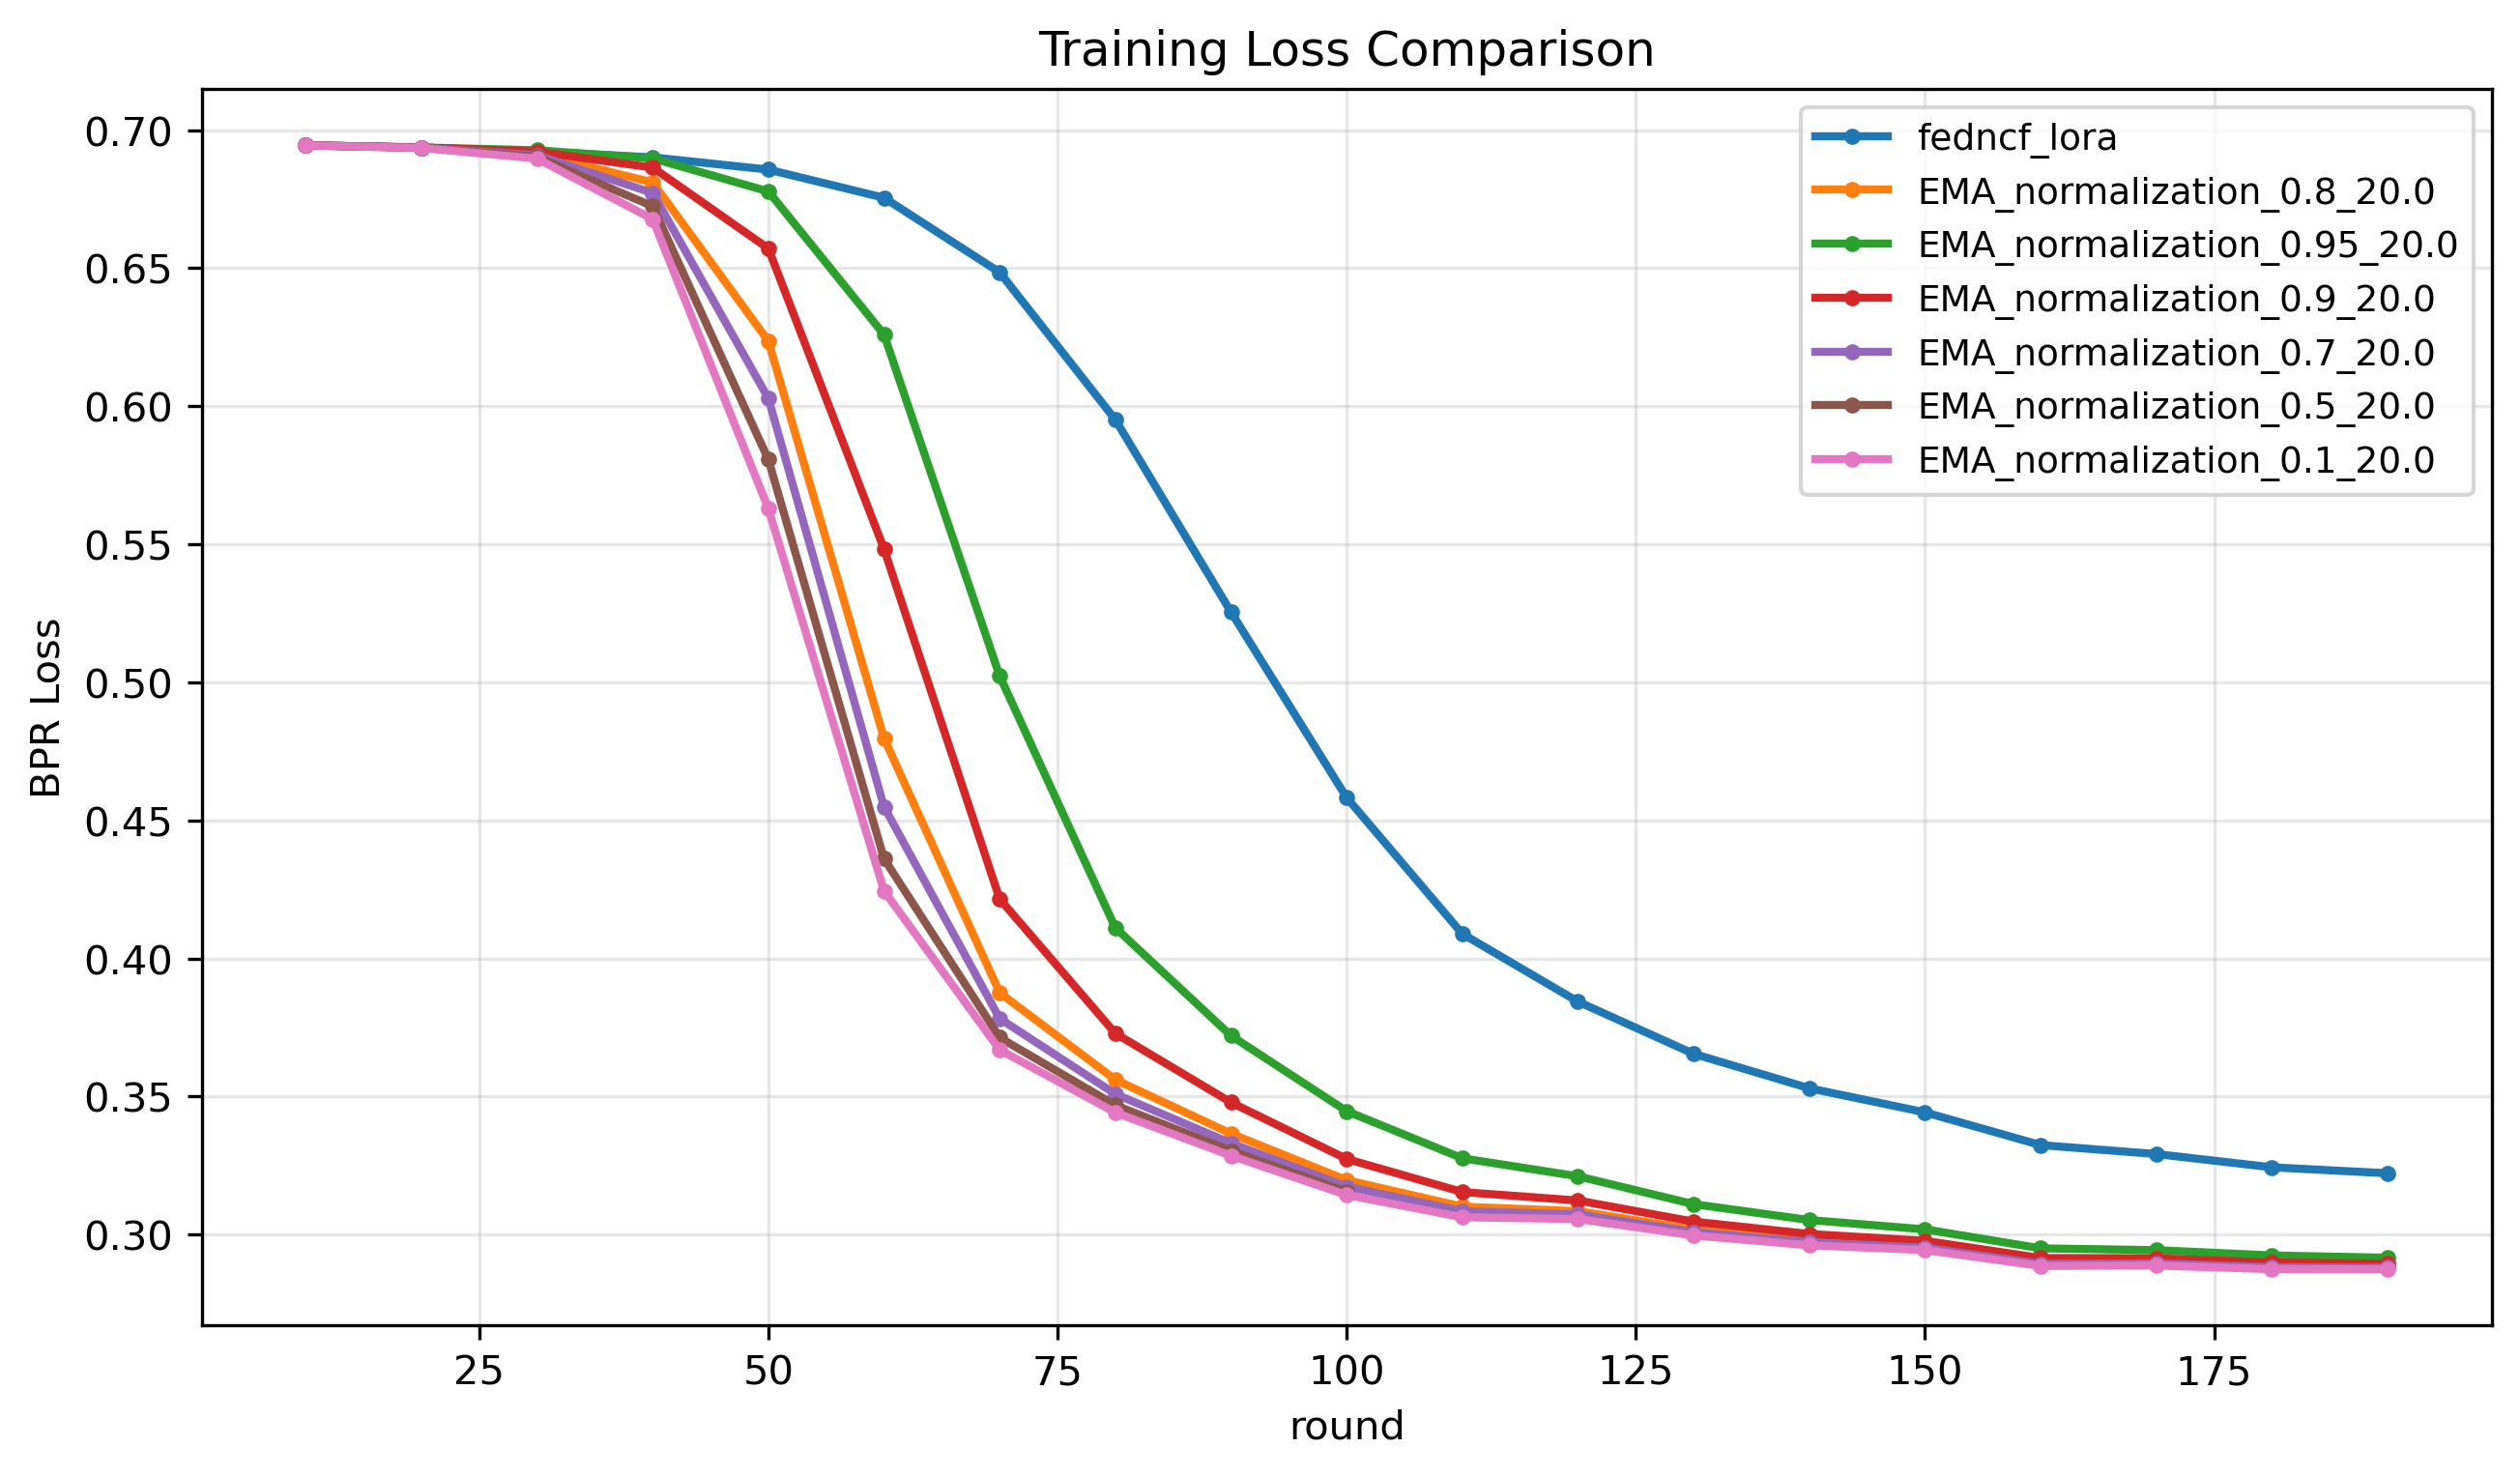 Training Loss Comparison
fedncf_lora
EMA_normalization_0.8_20.0
EMA_normalization_0.95_20.0
EMA_normalization_0.9_20.0
EMA_normalization_0.7_20.0
EMA_normalization_0.5_20.0
EMA_normalization_0.1_20.0
BPR Loss
0.70
0.65
0.60
0.55
0.50
0.45
0.40
0.35
0.30
25 50 75 100 125 150 175
round